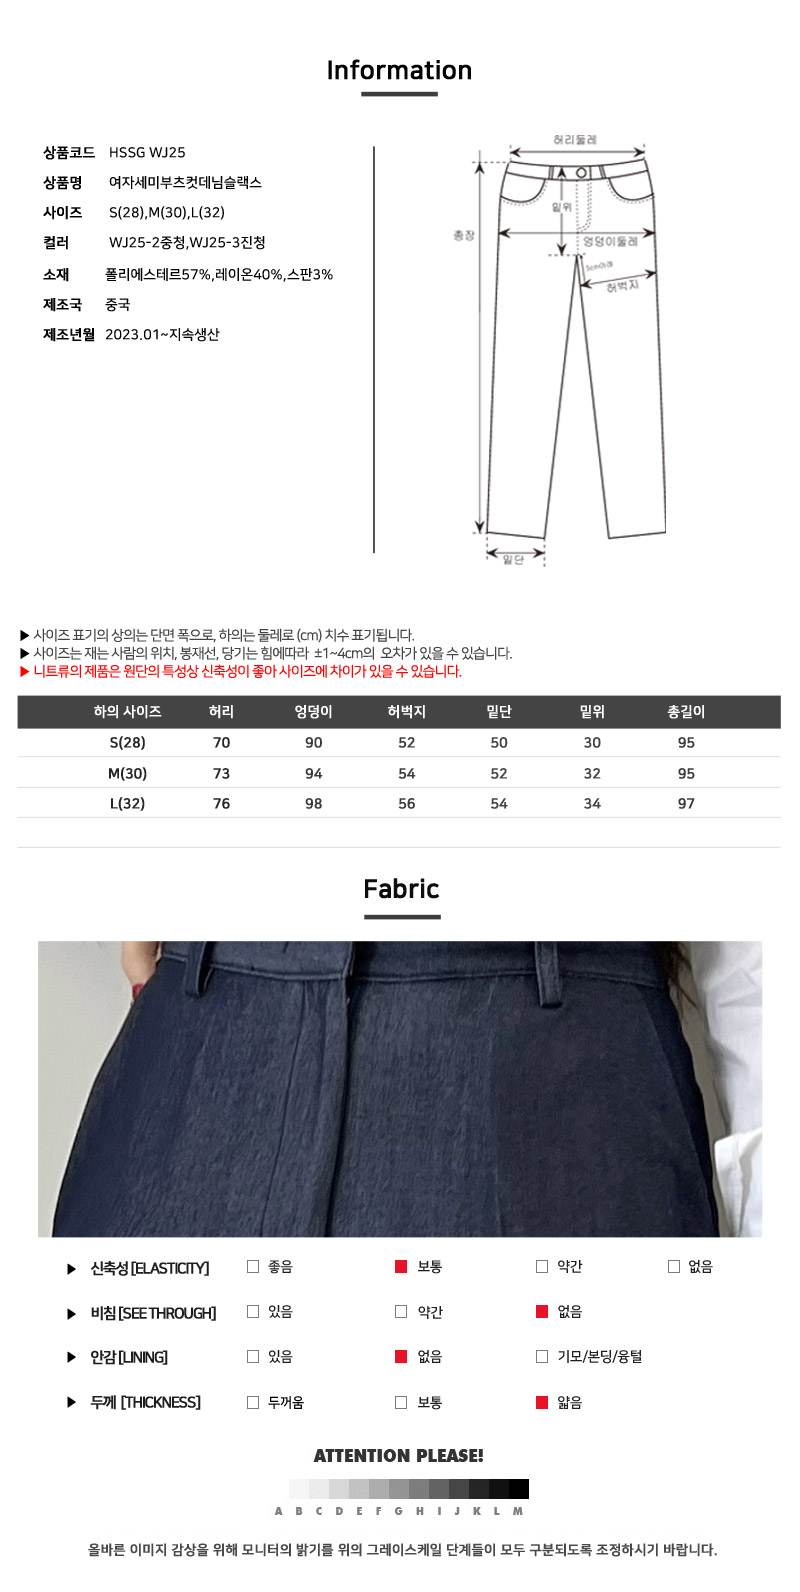 Information
상품코드 HSSG WJ25
상품명 여자세미부츠컷데님슬랙스
사이즈 S(28),M(30),L(32)
컬러 WJ25-2중청,WJ25-3진청
소재 폴리에스테르57%,레이온40%,스판3%
제조국 중국
제조년월 2023.01~지속생산
허리둘레
밑위
총장
엉덩이둘레
허벅지
밑단
▶ 사이즈 표기의 상의는 단면 폭으로, 하의는 둘레로 (cm) 치수 표기됩니다.
▶ 사이즈는 재는 사람의 위치, 봉재선, 당기는 힘에따라 ±1~4cm의 오차가 있을 수 있습니다.
▶ 니트류의 제품은 원단의 특성상 신축성이 좋아 사이즈에 차이가 있을 수 있습니다.
하의 사이즈 허리 엉덩이 허벅지 밑단 밑위 총길이
S(28) 70 90 52 50 30 95
M(30) 73 94 54 52 32 95
L(32) 76 98 56 54 34 97
Fabric
▶ 신축성 [ELASTICITY] 좋음 보통 약간 없음
▶ 비침 [SEE THROUGH] 있음 약간 없음
▶ 안감 [LINING] 있음 없음 기모/본딩/융털
▶ 두께 [THICKNESS] 두꺼움 보통 얇음
ATTENTION PLEASE!
A B C D E F G H I J K L M
올바른 이미지 감상을 위해 모니터의 밝기를 위의 그레이스케일 단계들이 모두 구분되도록 조정하시기 바랍니다.